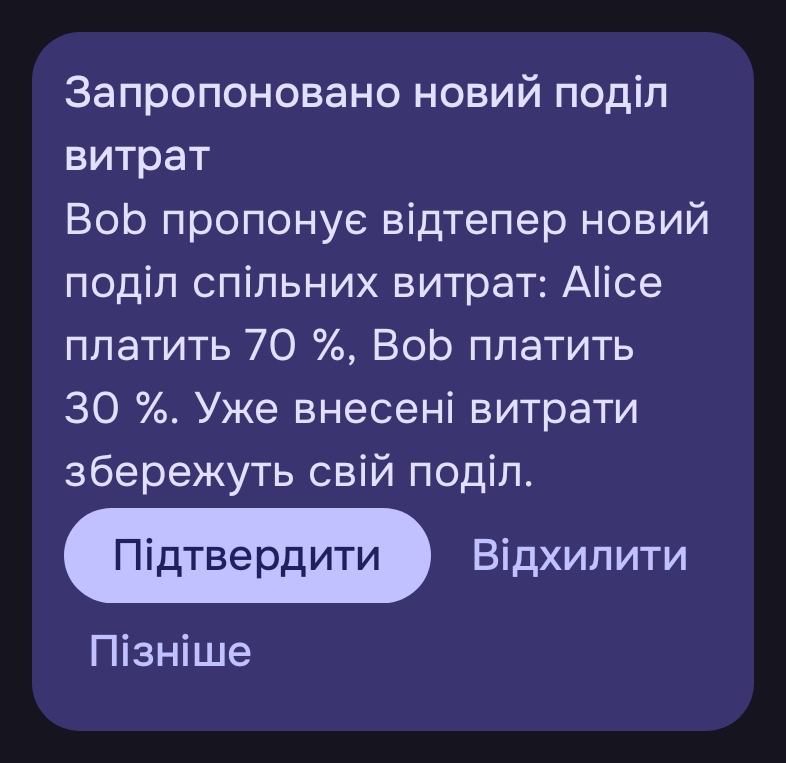 Запропоновано новий поділ
витрат
Bob пропонує відтепер новий
поділ спільних витрат: Alice
платить 70 %, Bob платить
30 %. Уже внесені витрати
збережуть свій поділ.
Підтвердити Відхилити
Пізніше